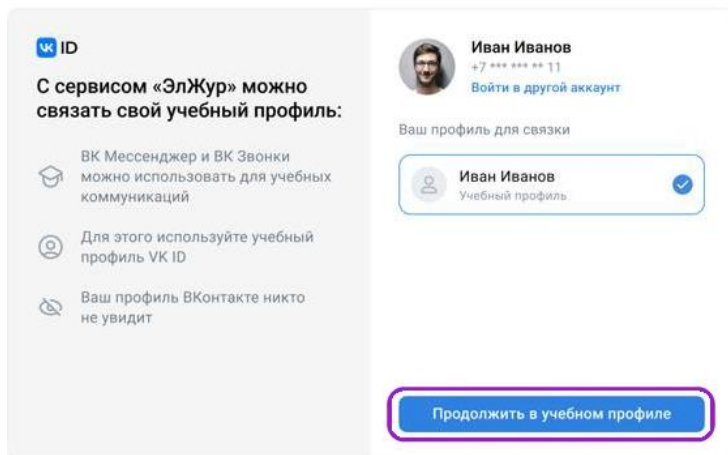 VK ID
С сервисом «ЭлЖур» можно
связать свой учебный профиль:
ВК Мессенджер и ВК Звонки
можно использовать для учебных
коммуникаций
Для этого используйте учебный
профиль VK ID
Ваш профиль ВКонтакте никто
не увидит
Иван Иванов
+7 *** *** ** 11
Войти в другой аккаунт
Ваш профиль для связки
Иван Иванов
Учебный профиль
Продолжить в учебном профиле